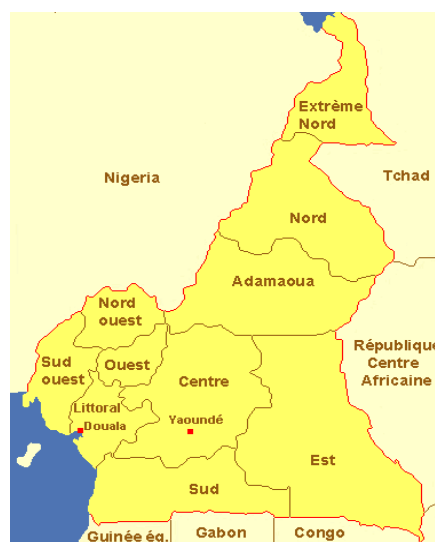 Extrème
Nord
Nigeria
Tchad
Nord
Adamaoua
Nord
ouest
République
Centre
Africaine
Sud
ouest
Ouest
Centre
Littoral
Douala
Yaoundé
Est
Sud
Guinée éq.
Gabon
Congo